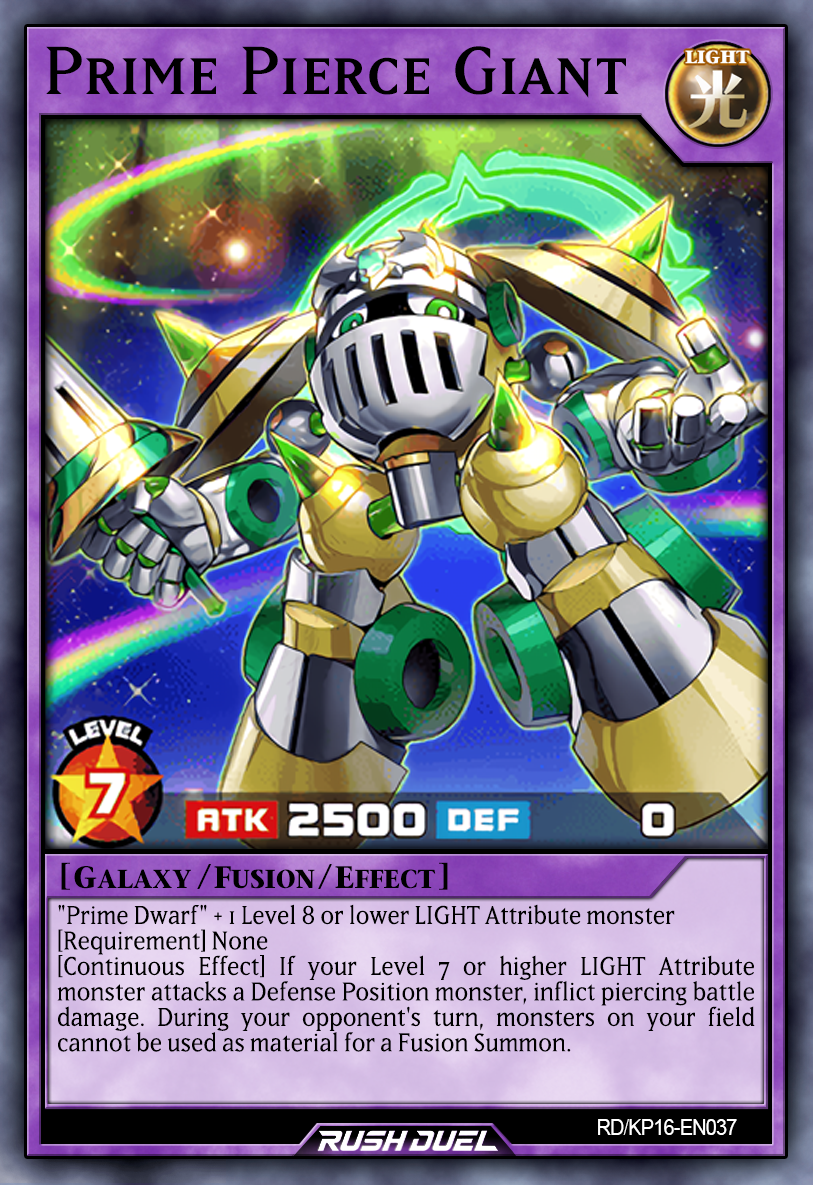 Prime Pierce Giant
LIGHT
光
LEVEL
7
ATK 2500 DEF 0
[Galaxy/Fusion/Effect]
"Prime Dwarf" + 1 Level 8 or lower LIGHT Attribute monster
[Requirement] None
[Continuous Effect] If your Level 7 or higher LIGHT Attribute
monster attacks a Defense Position monster, inflict piercing battle
damage. During your opponent's turn, monsters on your field
cannot be used as material for a Fusion Summon.
RD/KP16-EN037
RUSH DUEL